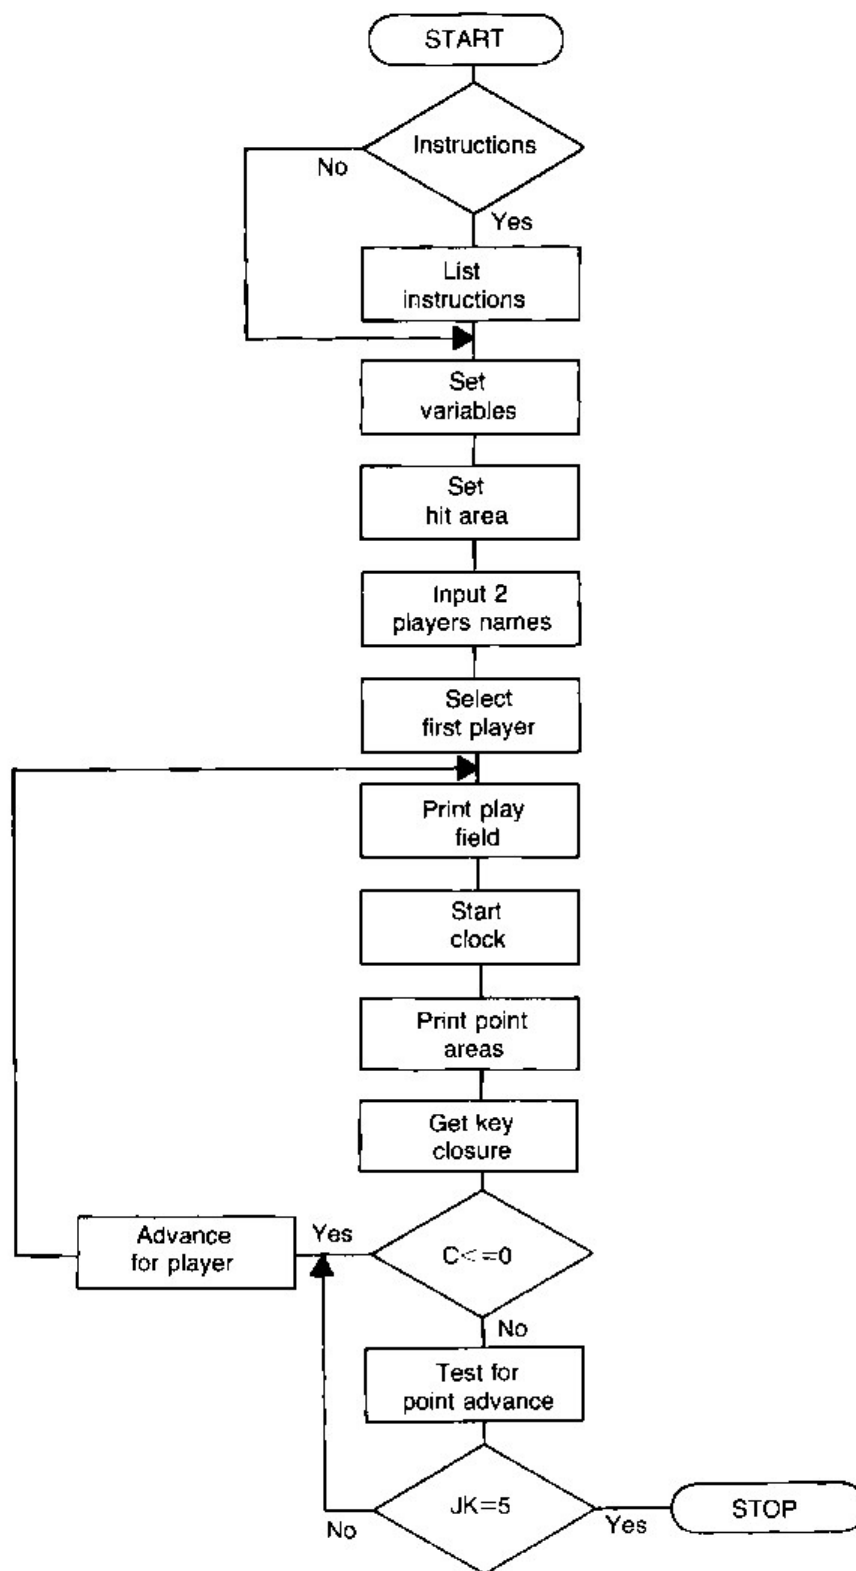 START
Instructions
No
Yes
List
instructions
Set
variables
Set
hit area
Input 2
players names
Select
first player
Print play
field
Start
clock
Print point
areas
Get key
closure
Advance
for player
Yes
C<=0
No
Test for
point advance
JK=5
No
Yes
STOP